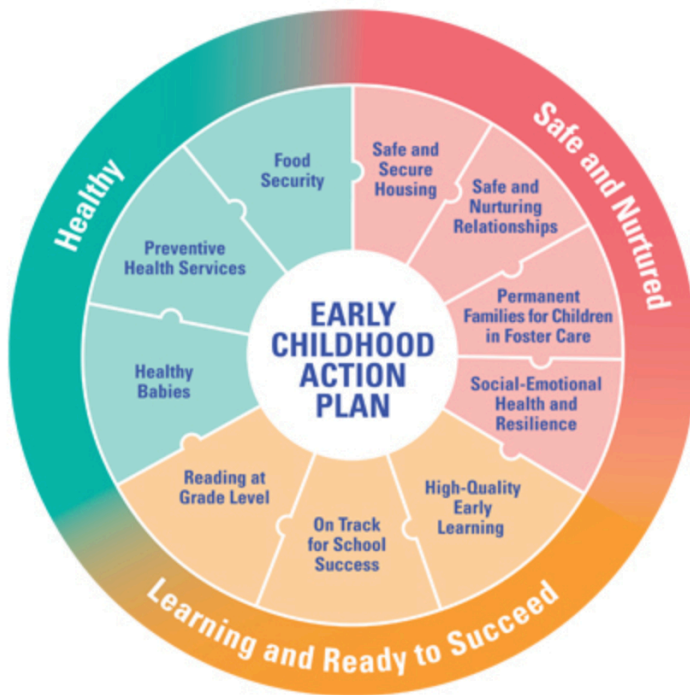 Healthy
Safe and Nurtured
Learning and Ready to Succeed
EARLY
CHILDHOOD
ACTION
PLAN
Food
Security
Safe and
Secure
Housing
Safe and
Nurturing
Relationships
Permanent
Families for Children
in Foster Care
Social-Emotional
Health and
Resilience
High-Quality
Early
Learning
On Track
for School
Success
Reading at
Grade Level
Healthy
Babies
Preventive
Health Services